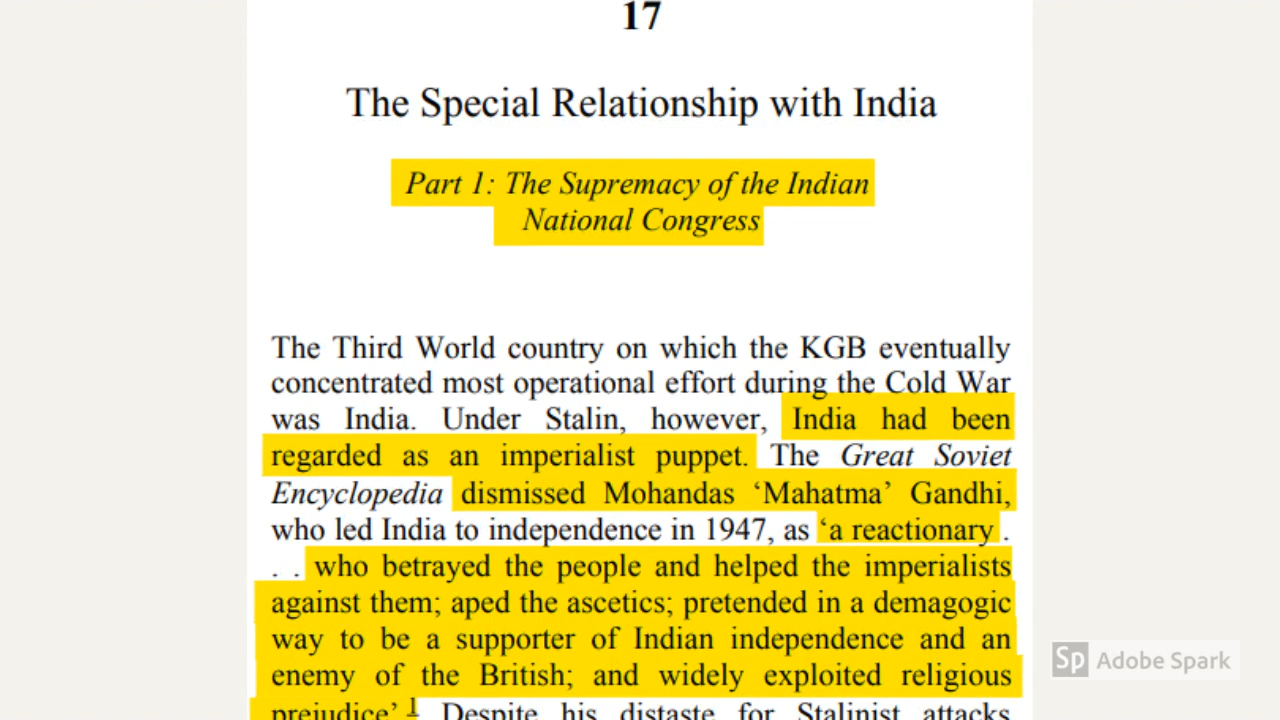 17
The Special Relationship with India
Part 1: The Supremacy of the Indian
National Congress
The Third World country on which the KGB eventually
concentrated most operational effort during the Cold War
was India. Under Stalin, however, India had been
regarded as an imperialist puppet. The Great Soviet
Encyclopedia dismissed Mohandas ‘Mahatma’ Gandhi,
who led India to independence in 1947, as ‘a reactionary .
. . who betrayed the people and helped the imperialists
against them; aped the ascetics; pretended in a demagogic
way to be a supporter of Indian independence and an
enemy of the British; and widely exploited religious
prejudice’.1 Despite his distaste for Stalinist attacks
Sp Adobe Spark